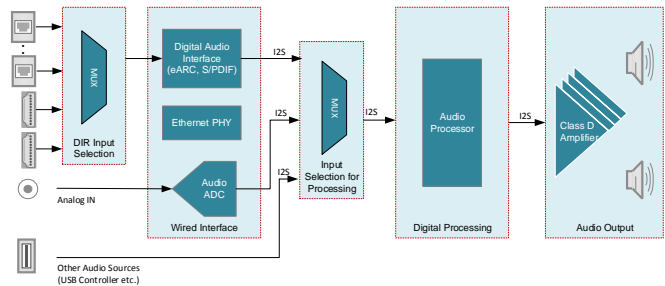 MUX
DIR Input
Selection
Digital Audio
Interface
(eARC, S/PDIF)
Ethernet PHY
Audio
ADC
Wired Interface
Analog IN
Other Audio Sources
(USB Controller etc.)
I2S
I2S
I2S
MUX
Input
Selection for
Processing
I2S
Audio
Processor
Digital Processing
I2S
Class D
Amplifier
Audio Output